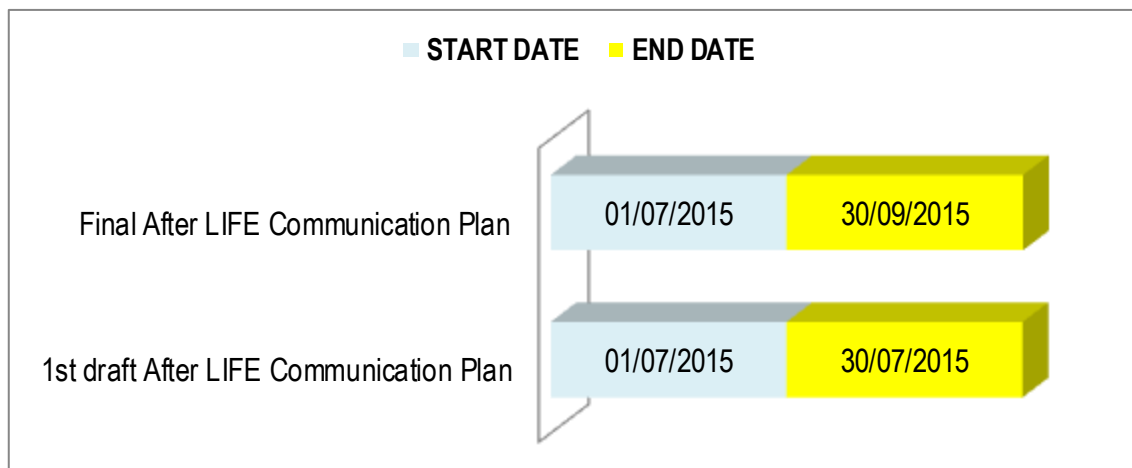 START DATE END DATE
Final After LIFE Communication Plan 01/07/2015 30/09/2015
1st draft After LIFE Communication Plan 01/07/2015 30/07/2015